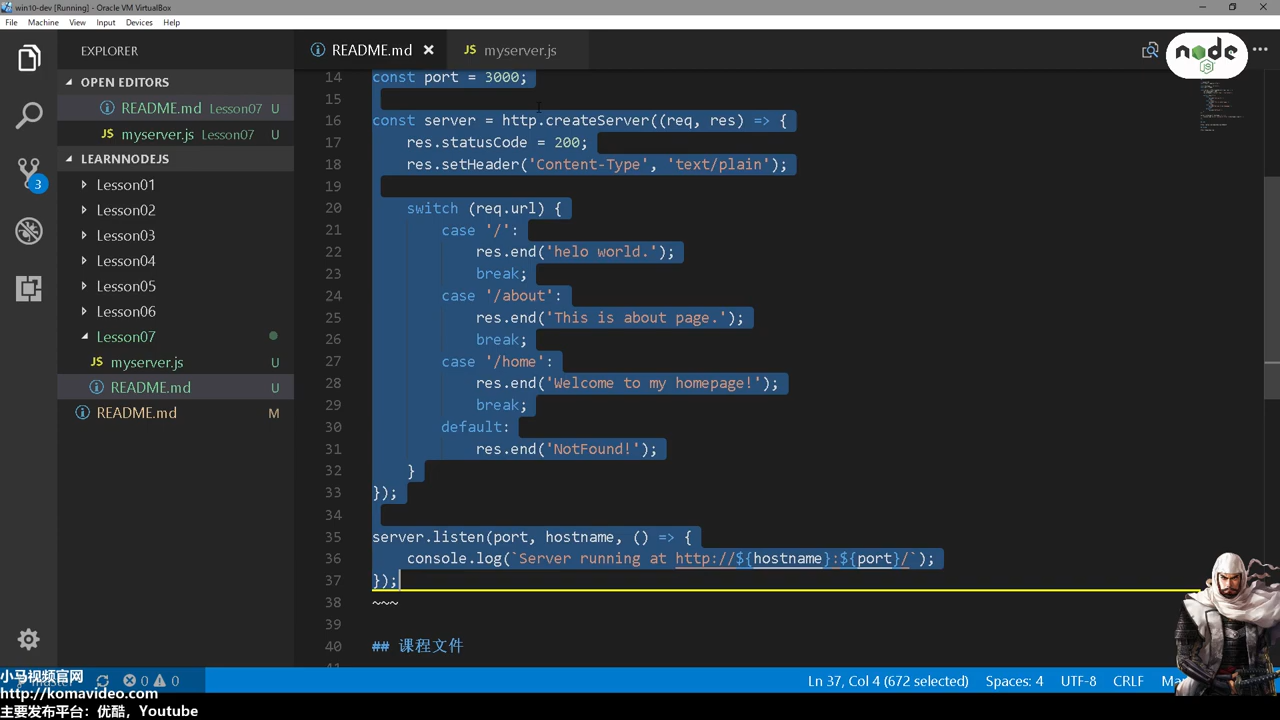 win10-dev [Running] - Oracle VM VirtualBox
File Machine View Input Devices Help
EXPLORER
README.md
JS myserver.js
node
JS
OPEN EDITORS
README.md Lesson07 U
JS myserver.js Lesson07 U
LEARNNODEJS
Lesson01
Lesson02
Lesson03
Lesson04
Lesson05
Lesson06
Lesson07
JS myserver.js U
README.md U
README.md M
3
14 const port = 3000;
15
16 const server = http.createServer((req, res) => {
17 res.statusCode = 200;
18 res.setHeader('Content-Type', 'text/plain');
19
20 switch (req.url) {
21 case '/':
22 res.end('helo world.');
23 break;
24 case '/about':
25 res.end('This is about page.');
26 break;
27 case '/home':
28 res.end('Welcome to my homepage!');
29 break;
30 default:
31 res.end('NotFound!');
32 }
33 });
34
35 server.listen(port, hostname, () => {
36 console.log(`Server running at http://${hostname}:${port}/`);
37 });
38 ~~~
39
40 ## 课程文件
41
0 0 Ln 37, Col 4 (672 selected) Spaces: 4 UTF-8 CRLF
小马视频官网
http://komavideo.com
主要发布平台：优酷，Youtube